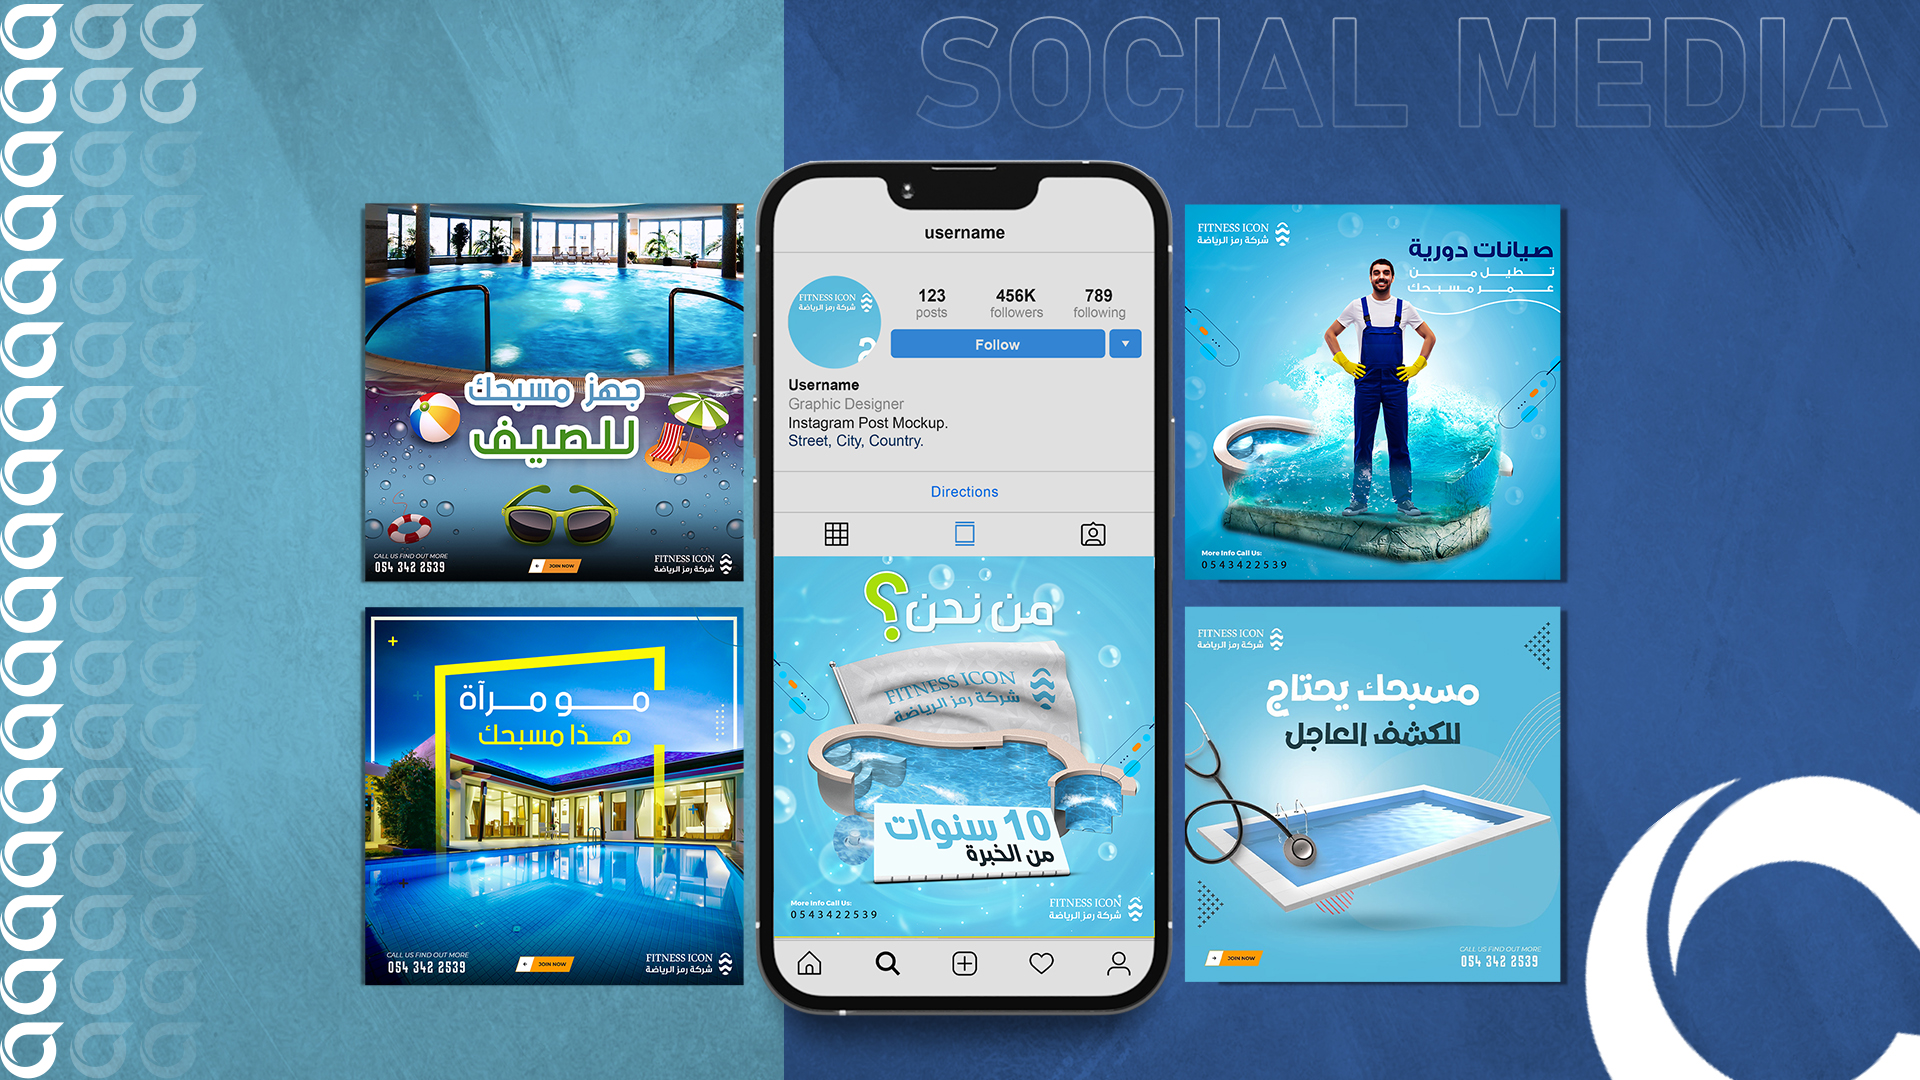 SOCIAL MEDIA
جهز مسبحك
للصيف
CALL US FIND OUT MORE
054 342 2539
JOIN NOW
FITNESS ICON
شركة رمز الرياضة
مو مرآة
هذا مسبحك
CALL US FIND OUT MORE
054 342 2539
JOIN NOW
FITNESS ICON
شركة رمز الرياضة
username
FITNESS ICON
شركة رمز الرياضة
123
posts
456K
followers
789
following
Follow
Username
Graphic Designer
Instagram Post Mockup.
Street, City, Country.
Directions
من نحن؟
FITNESS ICON
شركة رمز الرياضة
10 سنوات
من الخبرة
More Info Call Us:
0543422539
FITNESS ICON
شركة رمز الرياضة
FITNESS ICON
شركة رمز الرياضة
صيانات دورية
تطيل من
عمر مسبحك
More Info Call Us:
0543422539
FITNESS ICON
شركة رمز الرياضة
مسبحك يحتاج
للكشف العاجل
JOIN NOW
CALL US FIND OUT MORE
054 342 2539